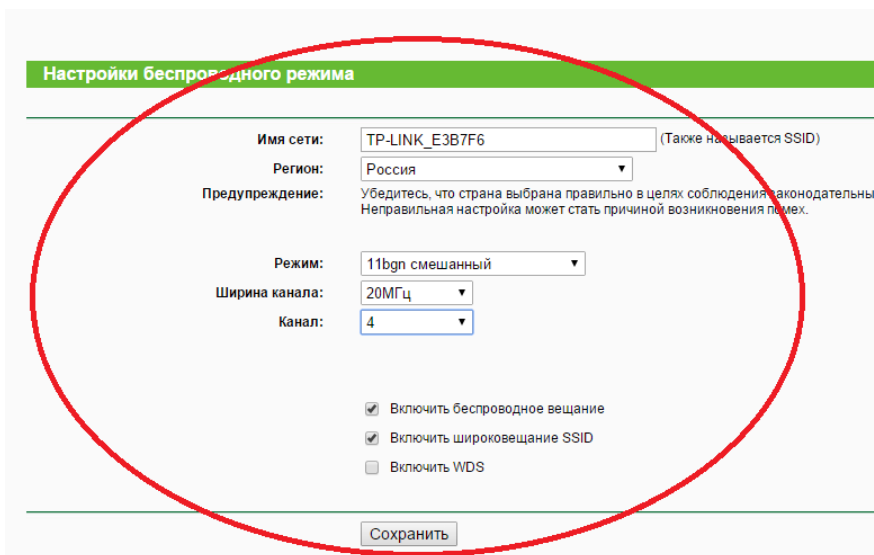 Настройки беспроводного режима
Имя сети: TP-LINK_E3B7F6 (Также называется SSID)
Регион: Россия
Предупреждение: Убедитесь, что страна выбрана правильно в целях соблюдения законодательны
Неправильная настройка может стать причиной возникновения помех.
Режим: 11bgn смешанный
Ширина канала: 20МГц
Канал: 4
Включить беспроводное вещание
Включить широковещание SSID
Включить WDS
Сохранить